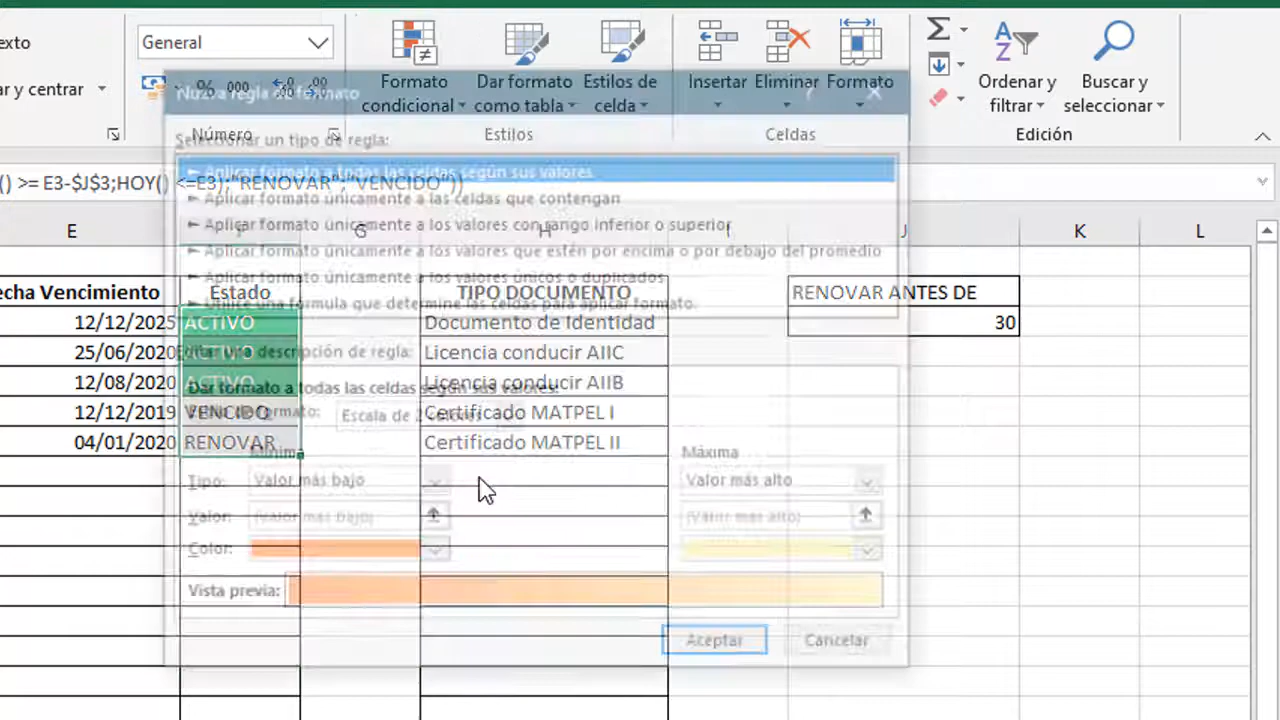 exto
General
Formato
condicional
Dar formato
como tabla
Estilos de
celda
Insertar
Eliminar
Formato
Ordenar y
filtrar
Buscar y
seleccionar
ar y centrar
% 000
Número
Estilos
Celdas
Edición
Nueva regla de formato
?
Seleccionar un tipo de regla:
► Aplicar formato a todas las celdas según sus valores
() >= E3-$J$3;HOY() <=E3);"RENOVAR";"VENCIDO"))
► Aplicar formato únicamente a las celdas que contengan
► Aplicar formato únicamente a los valores con rango inferior o superior
E F G H I J K L
► Aplicar formato únicamente a los valores que estén por encima o por debajo del promedio
► Aplicar formato únicamente a los valores únicos o duplicados
echa Vencimiento Estado TIPO DOCUMENTO RENOVAR ANTES DE
► Utilice una fórmula que determine las celdas para aplicar formato.
12/12/2025 ACTIVO Documento de Identidad 30
25/06/2020 ACTIVO Licencia conducir AIIC
Editar una descripción de regla:
12/08/2020 ACTIVO Licencia conducir AIIB
Dar formato a todas las celdas según sus valores:
12/12/2019 VENCIDO Certificado MATPEL I
Estilo de formato: Escala de 2 colores
04/01/2020 RENOVAR Certificado MATPEL II
Mínima Máxima
Tipo: Valor más bajo Valor más alto
Valor: (Valor más bajo) (Valor más alto)
Color:
Vista previa:
Aceptar Cancelar